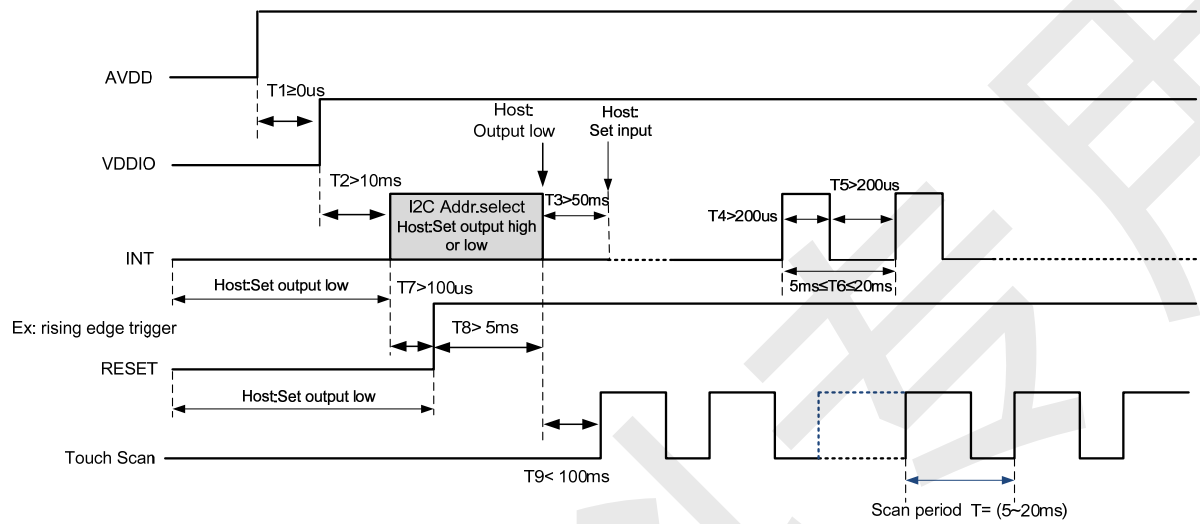 AVDD
T1≥0us
Host:
Output low
Host:
Set input
VDDIO
T2>10ms
I2C Addr.select
Host:Set output high
or low
T3>50ms
T4>200us
T5>200us
INT
Host:Set output low
T7>100us
5ms≤T6≤20ms
Ex: rising edge trigger
T8> 5ms
RESET
Host:Set output low
Touch Scan
T9< 100ms
Scan period T= (5~20ms)